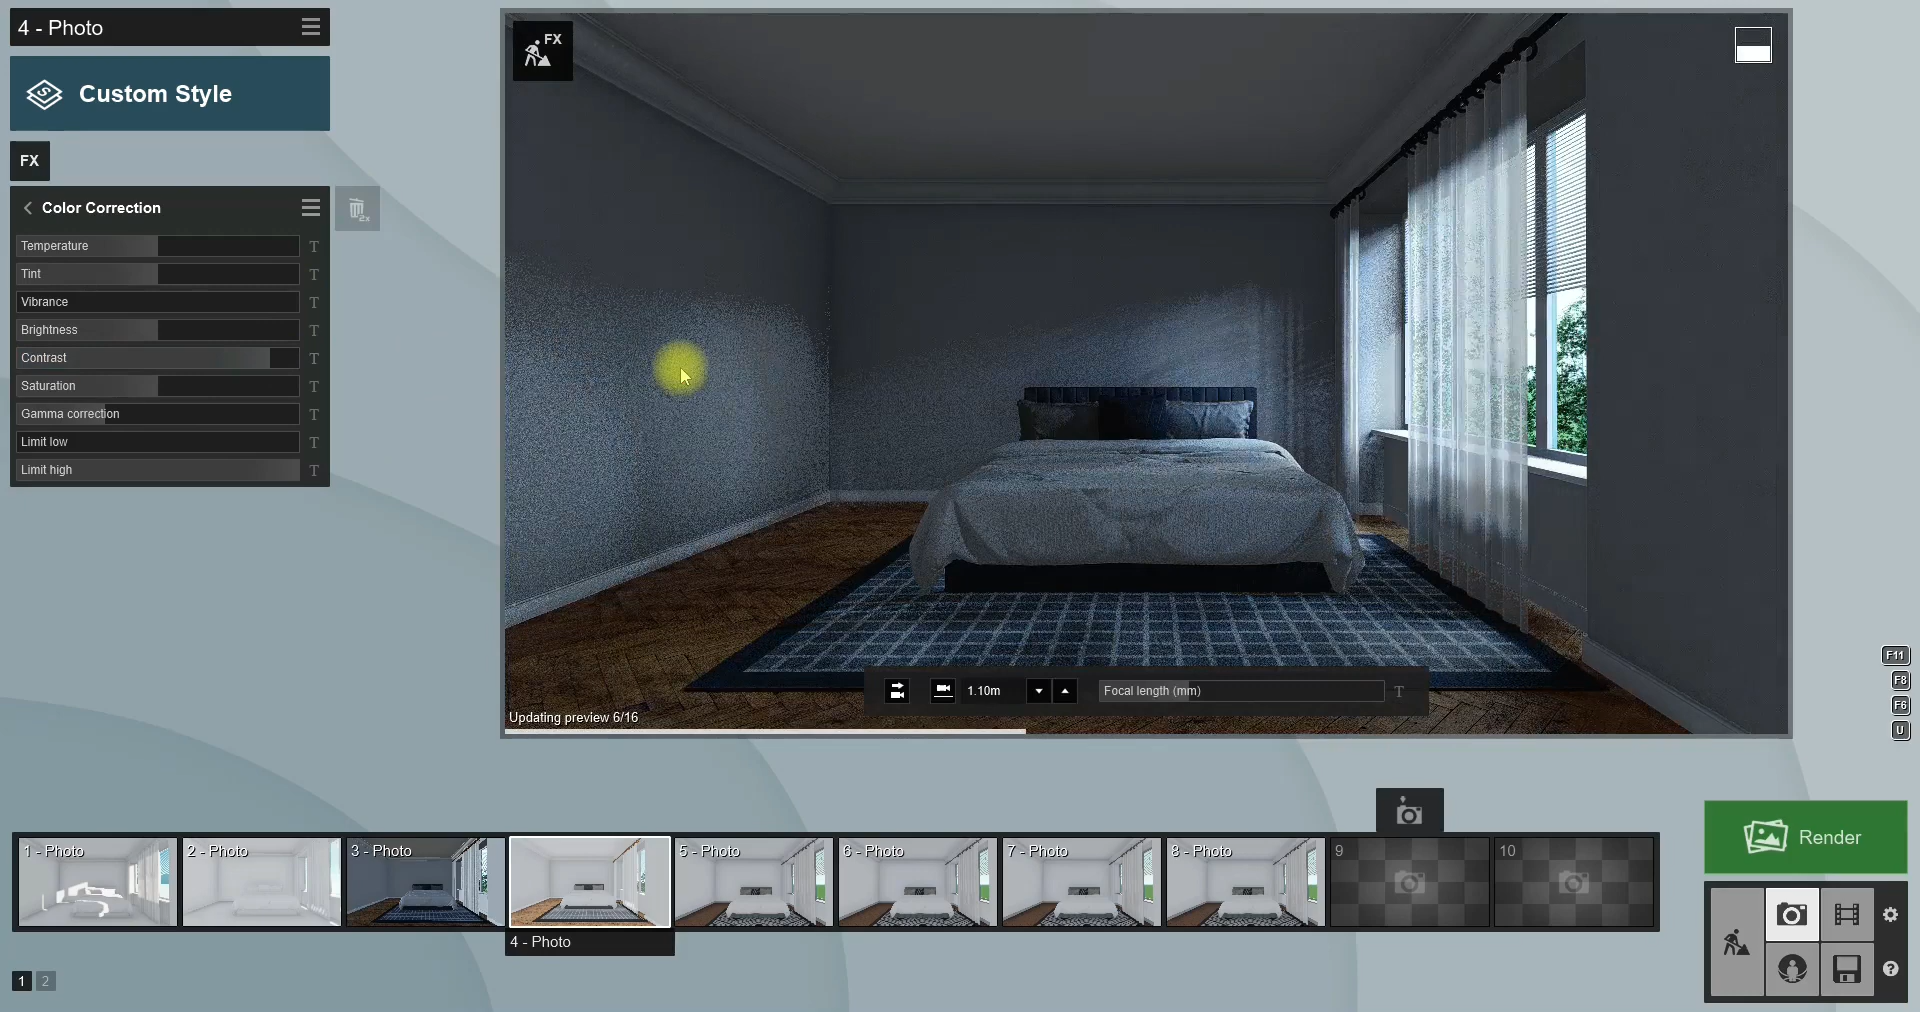 4 - Photo
Custom Style
FX
Color Correction
2x
Temperature T
Tint T
Vibrance T
Brightness T
Contrast T
Saturation T
Gamma correction T
Limit low T
Limit high T
FX
1.10m
Focal length (mm) T
Updating preview 6/16
F11
F8
F6
U
1 - Photo
2 - Photo
3 - Photo
5 - Photo
6 - Photo
7 - Photo
8 - Photo
9
10
4 - Photo
Render
1 2
?